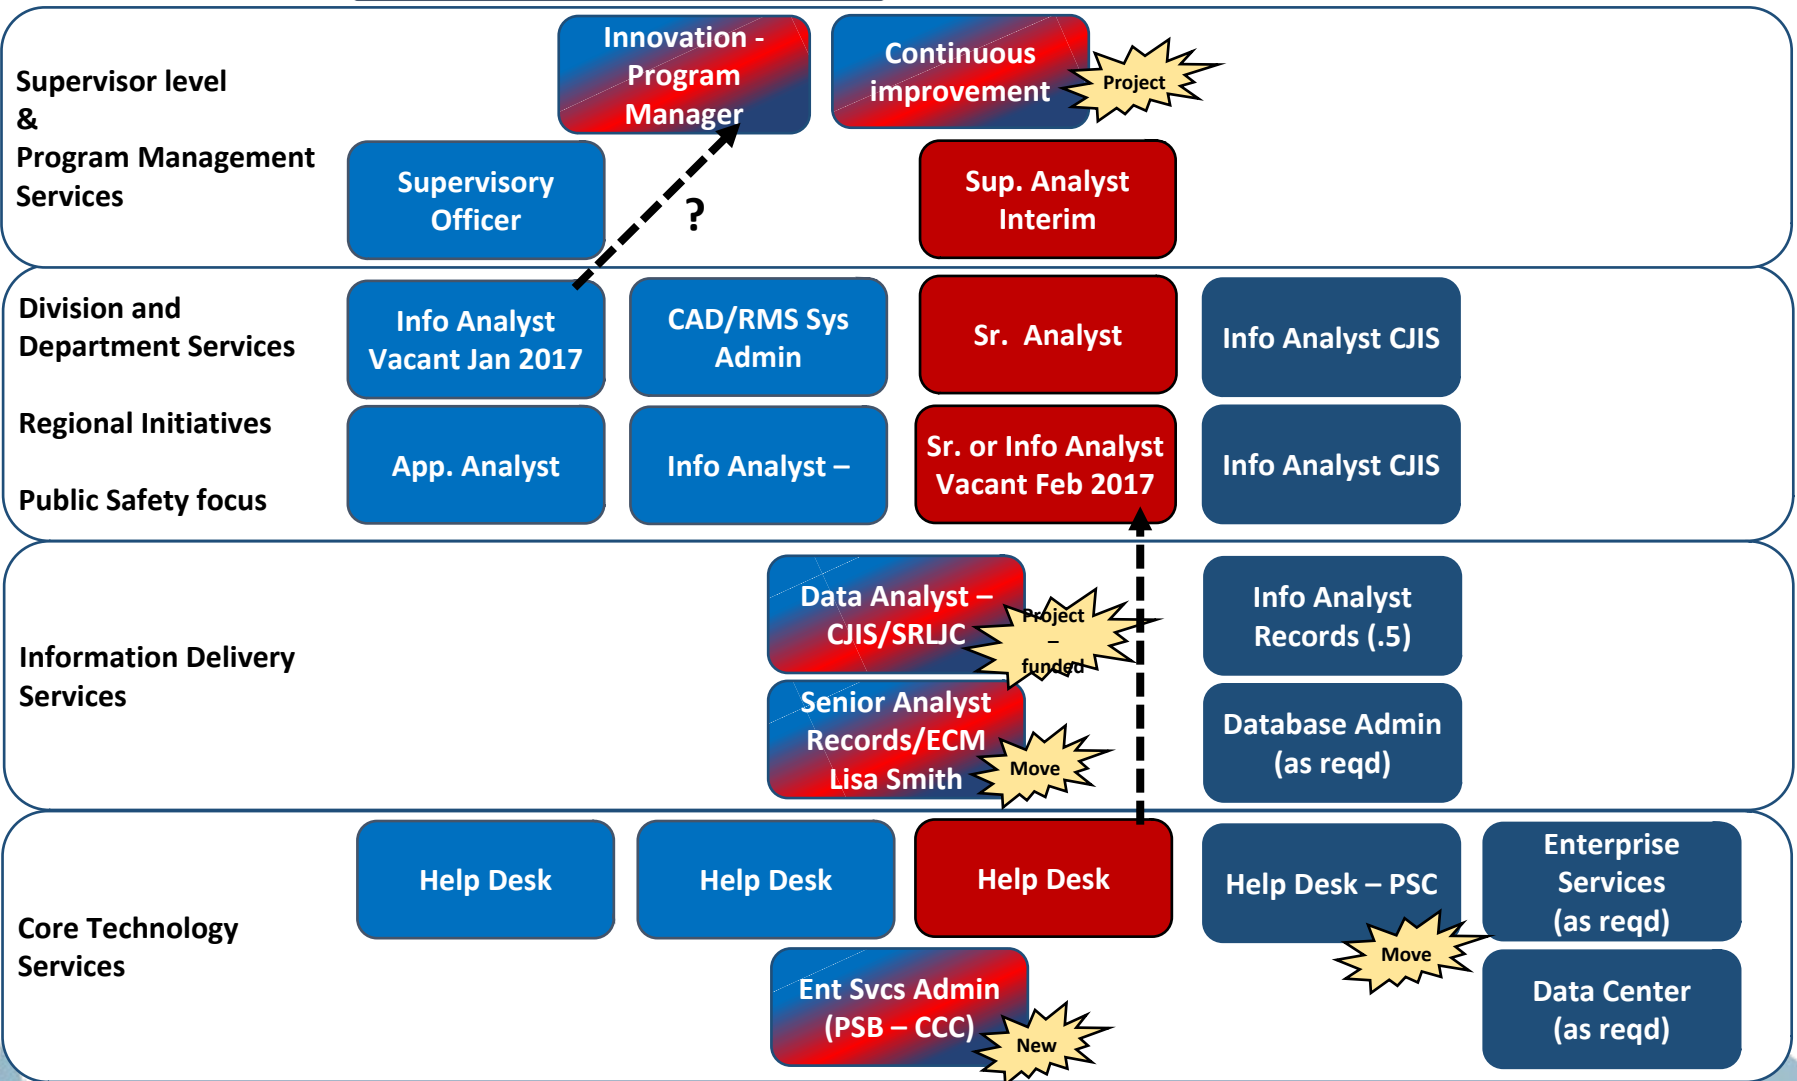 Supervisor level
&
Program Management
Services
Innovation -
Program
Manager
Continuous
improvement
Project
Supervisory
Officer
?
Sup. Analyst
Interim
Division and
Department Services
Regional Initiatives
Public Safety focus
Info Analyst
Vacant Jan 2017
CAD/RMS Sys
Admin
Sr.  Analyst
Info Analyst CJIS
App. Analyst
Info Analyst –
Sr. or Info Analyst
Vacant Feb 2017
Info Analyst CJIS
Information Delivery
Services
Data Analyst –
CJIS/SRLJC
Project
–
funded
Info Analyst
Records (.5)
Senior Analyst
Records/ECM
Lisa Smith
Move
Database Admin
(as reqd)
Core Technology
Services
Help Desk
Help Desk
Help Desk
Help Desk – PSC
Move
Enterprise
Services
(as reqd)
Ent Svcs Admin
(PSB – CCC)
New
Data Center
(as reqd)